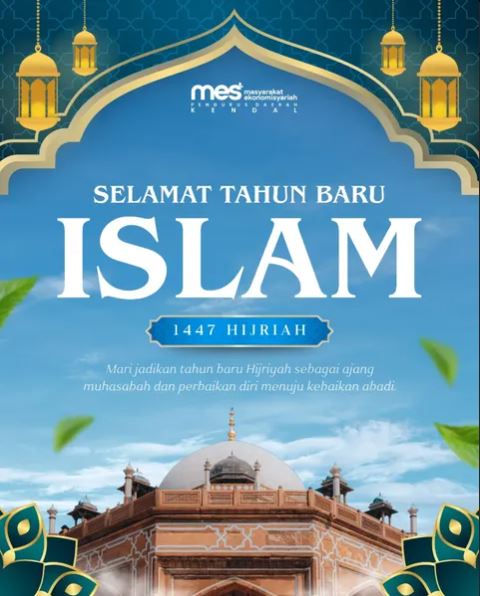 mes
masyarakat
ekonomisyariah
PENGURUS DAERAH
KENDAL
SELAMAT TAHUN BARU
ISLAM
1447 HIJRIAH
Mari jadikan tahun baru Hijriyah sebagai ajang
muhasabah dan perbaikan diri menuju kebaikan abadi.